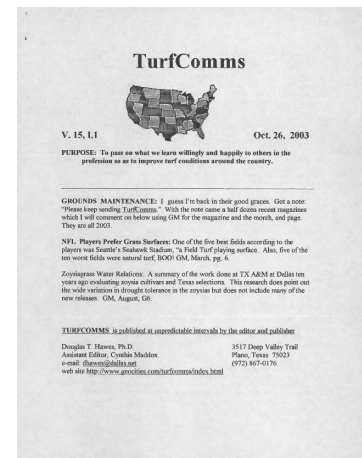 TurfComms
V. 15, I.1 Oct. 26, 2003
PURPOSE: To pass on what we learn willingly and happily to others in the
profession so as to improve turf conditions around the country.
GROUNDS MAINTENANCE: I guess I'm back in their good graces. Got a note:
"Please keep sending TurfComms." With the note came a half dozen recent magazines
which I will comment on below using GM for the magazine and the month, and page.
They are all 2003.
NFL Players Prefer Grass Surfaces: One of the five best fields according to the
players was Seattle's Seahawk Stadium, "a Field Turf playing surface. Also, five of the
ten worst fields were natural turf, BOO! GM, March, pg. 6.
Zoysiagrass Water Relations: A summary of the work done at TX A&M at Dallas ten
years ago evaluating zoysia cultivars and Texas selections. This research does point out
the wide variation in drought tolerance in the zoysias but does not include many of the
new releases. GM, August, G6.
TURFCOMMS is published at unpredictable intervals by the editor and publisher
Douglas T. Hawes, Ph.D. 3517 Deep Valley Trail
Assistant Editor, Cynthia Maddox Plano, Texas 75023
e-mail: dhawes@dallas.net (972) 867-0176
web site http://www.geocities.com/turfcomms/index.html